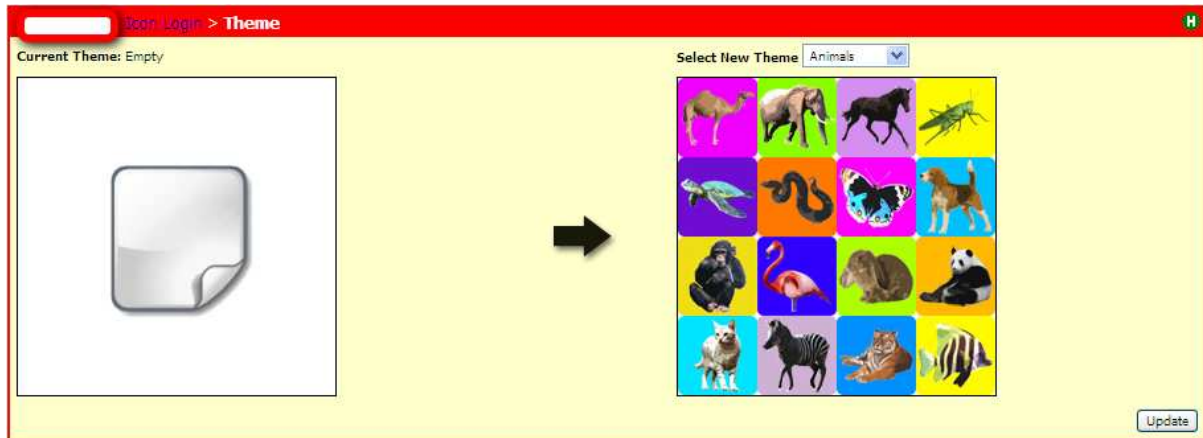 Icon Login > Theme
H
Current Theme: Empty
Select New Theme Animals
Update